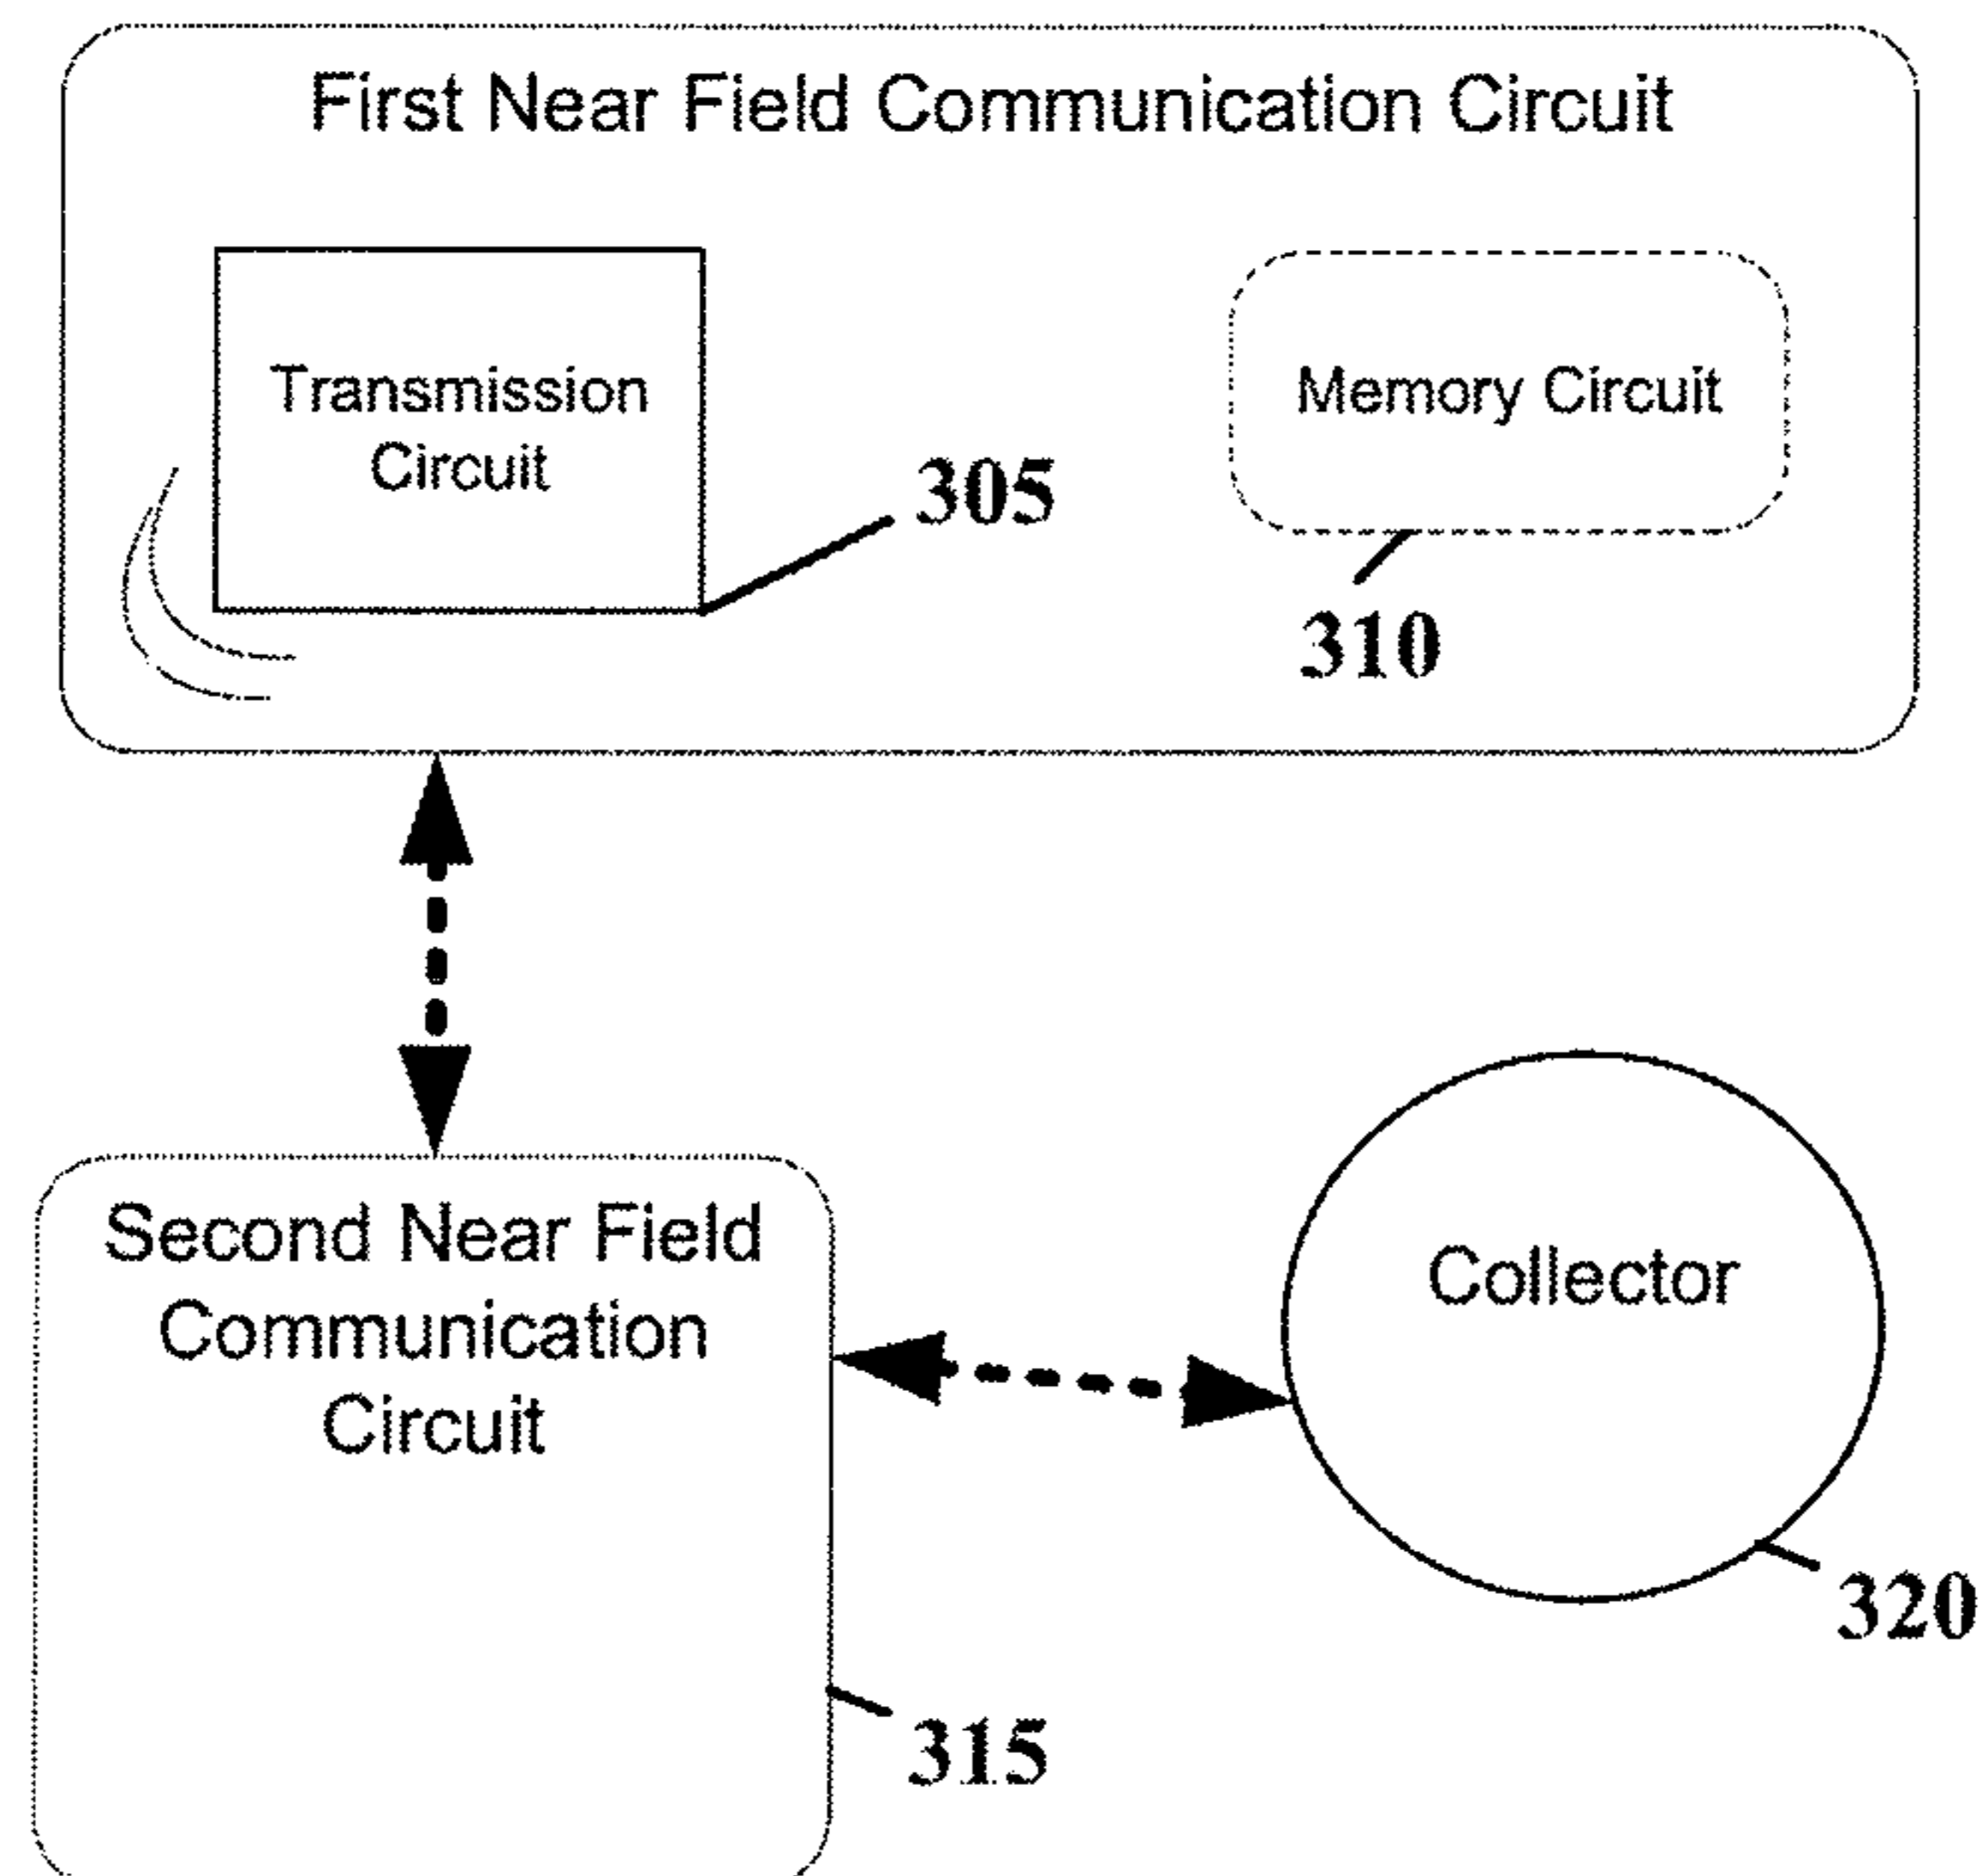 First Near Field Communication Circuit
Transmission
Circuit
Memory Circuit
305
310
Second Near Field
Communication
Circuit
Collector
320
315